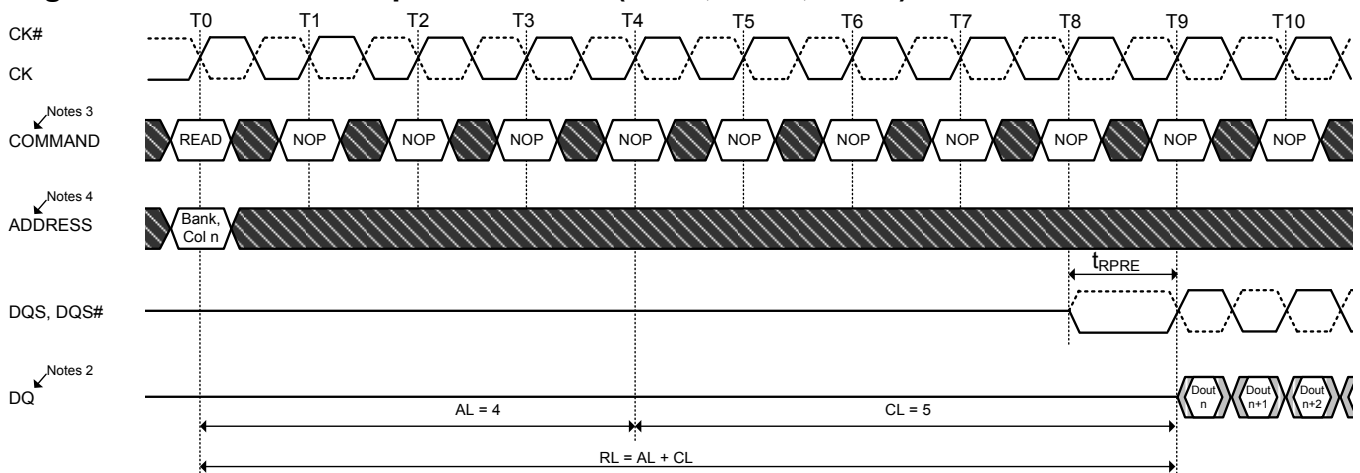 T0 T1 T2 T3 T4 T5 T6 T7 T8 T9 T10
CK#
CK
Notes 3
COMMAND
READ NOP NOP NOP NOP NOP NOP NOP NOP NOP NOP
Notes 4
ADDRESS
Bank,
Col n
tRPRE
DQS, DQS#
Notes 2
DQ
Dout Dout Dout
n n+1 n+2
AL = 4 CL = 5
RL = AL + CL